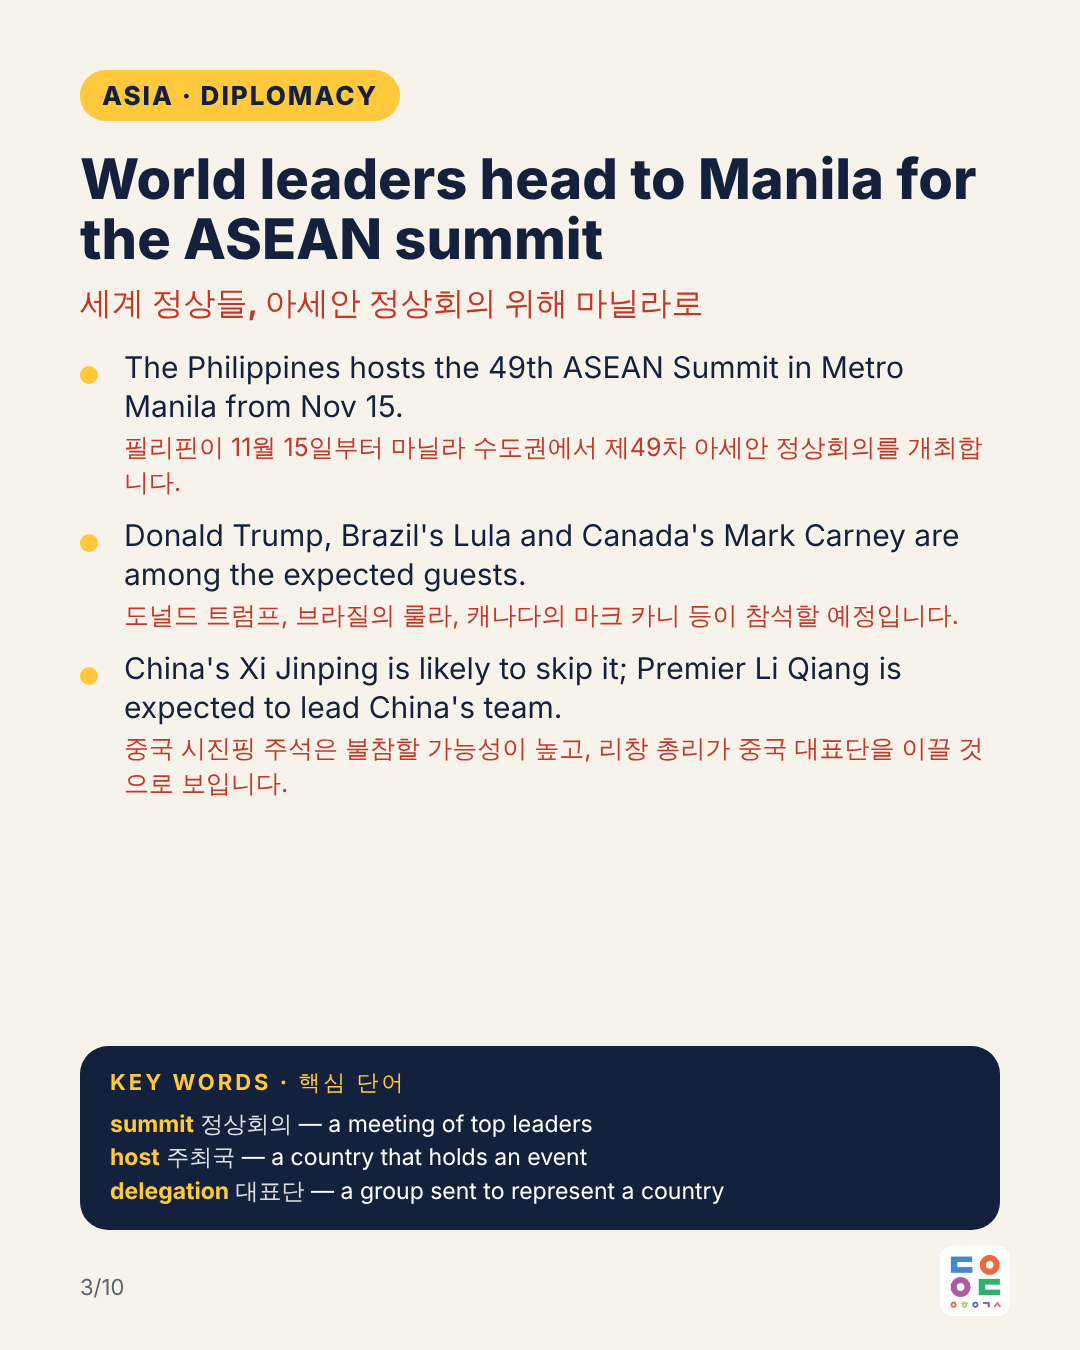 ASIA · DIPLOMACY
World leaders head to Manila for
the ASEAN summit
세계 정상들, 아세안 정상회의 위해 마닐라로
The Philippines hosts the 49th ASEAN Summit in Metro
Manila from Nov 15.
필리핀이 11월 15일부터 마닐라 수도권에서 제49차 아세안 정상회의를 개최합
니다.
Donald Trump, Brazil's Lula and Canada's Mark Carney are
among the expected guests.
도널드 트럼프, 브라질의 룰라, 캐나다의 마크 카니 등이 참석할 예정입니다.
China's Xi Jinping is likely to skip it; Premier Li Qiang is
expected to lead China's team.
중국 시진핑 주석은 불참할 가능성이 높고, 리창 총리가 중국 대표단을 이끌 것
으로 보입니다.
KEY WORDS · 핵심 단어
summit 정상회의 — a meeting of top leaders
host 주최국 — a country that holds an event
delegation 대표단 — a group sent to represent a country
3/10